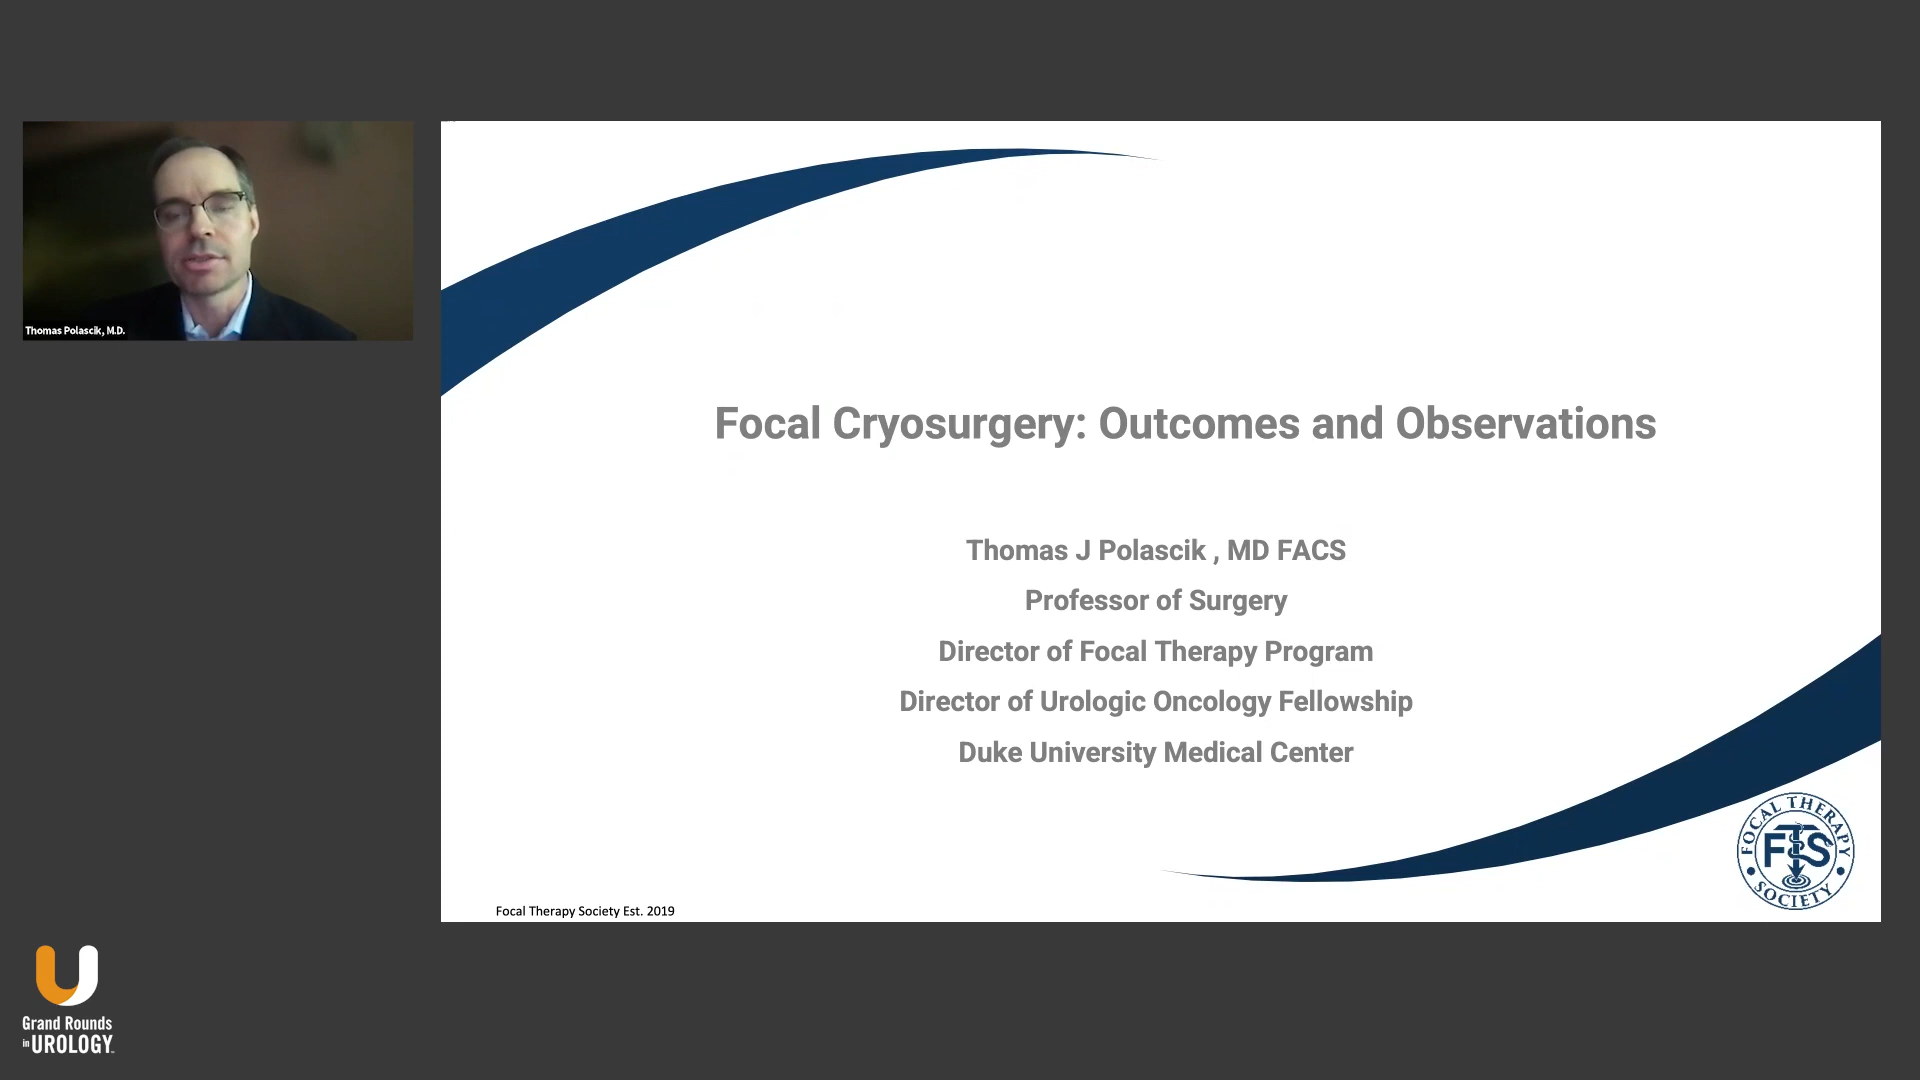 Thomas Polascik, M.D.
Focal Cryosurgery: Outcomes and Observations
Thomas J Polascik , MD FACS
Professor of Surgery
Director of Focal Therapy Program
Director of Urologic Oncology Fellowship
Duke University Medical Center
FOCAL THERAPY
FTS
SOCIETY
Focal Therapy Society Est. 2019
Grand Rounds
in UROLOGY